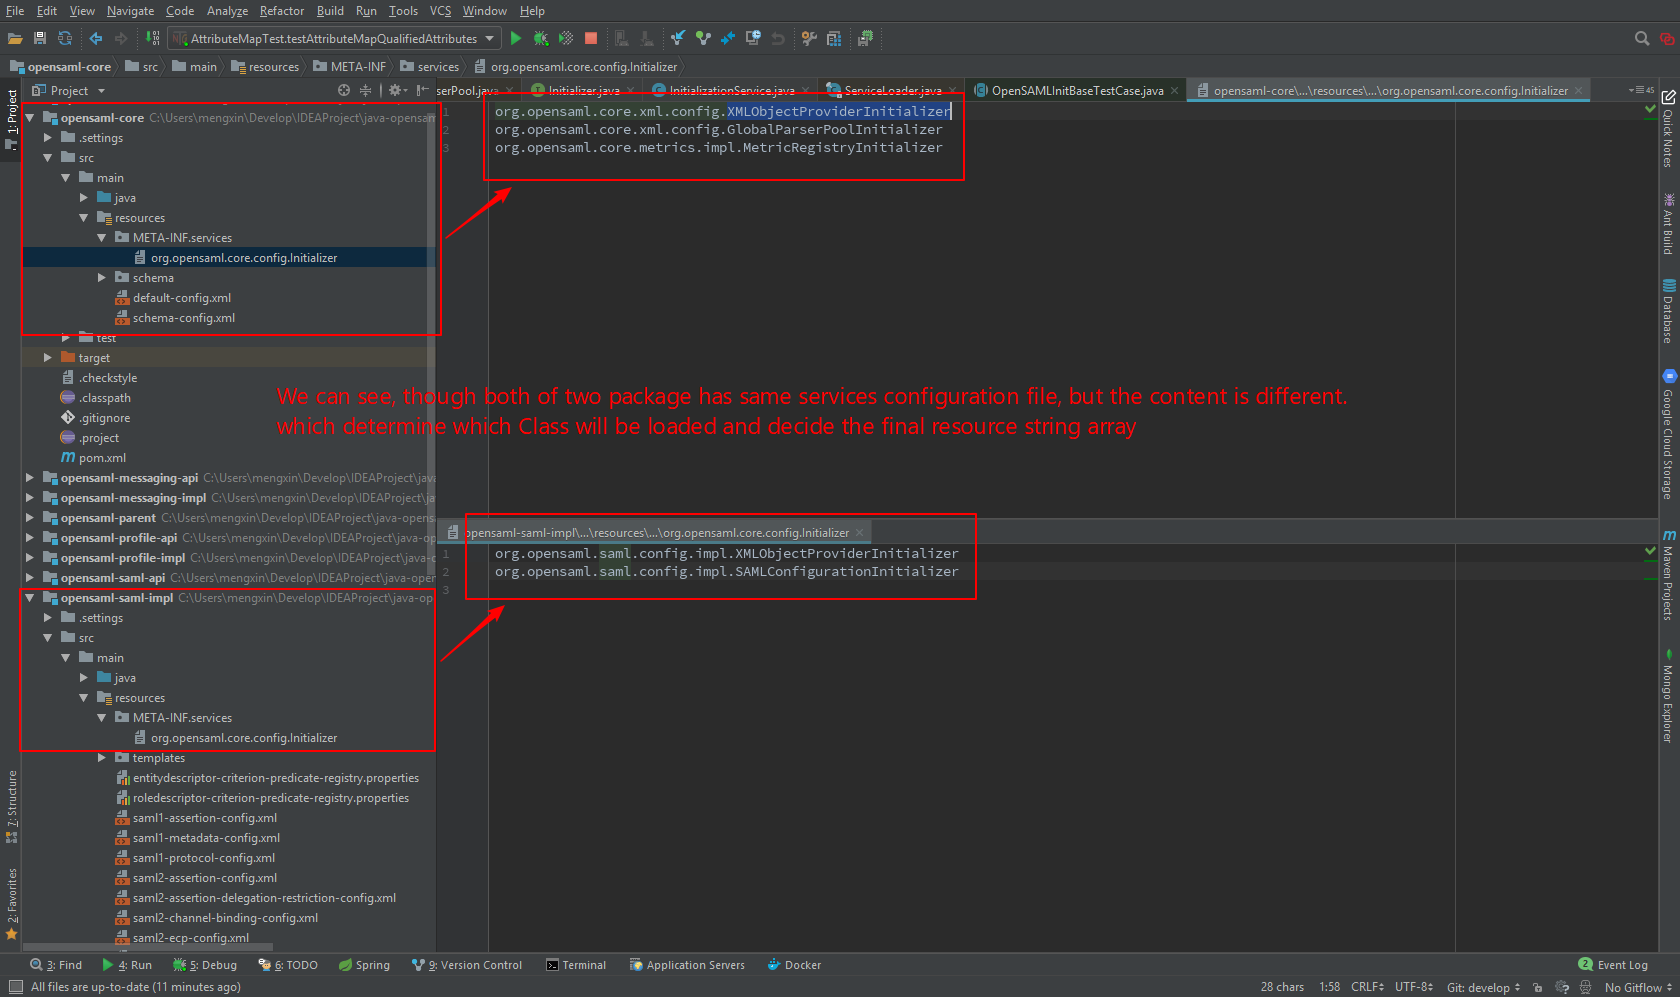 File Edit View Navigate Code Analyze Refactor Build Run Tools VCS Window Help
AttributeMapTest.testAttributeMapQualifiedAttributes
opensaml-core src main resources META-INF services org.opensaml.core.config.Initializer
Project
serPool.java Initializer.java InitializationService.java ServiceLoader.java OpenSAMLInitBaseTestCase.java opensaml-core\...\resources\...\org.opensaml.core.config.Initializer 45
1: Project
opensaml-core C:\Users\mengxin\Develop\IDEAProject\java-opensam
.settings
src
main
java
resources
META-INF.services
org.opensaml.core.config.Initializer
schema
default-config.xml
schema-config.xml
test
target
.checkstyle
.classpath
.gitignore
.project
pom.xml
opensaml-messaging-api C:\Users\mengxin\Develop\IDEAProject\java
opensaml-messaging-impl C:\Users\mengxin\Develop\IDEAProject\ja
opensaml-parent C:\Users\mengxin\Develop\IDEAProject\java-opens
opensaml-profile-api C:\Users\mengxin\Develop\IDEAProject\java-o
opensaml-profile-impl C:\Users\mengxin\Develop\IDEAProject\java-o
opensaml-saml-api C:\Users\mengxin\Develop\IDEAProject\java-oper
opensaml-saml-impl C:\Users\mengxin\Develop\IDEAProject\java-op
.settings
src
main
java
resources
META-INF.services
org.opensaml.core.config.Initializer
templates
entitydescriptor-criterion-predicate-registry.properties
roledescriptor-criterion-predicate-registry.properties
saml1-assertion-config.xml
saml1-metadata-config.xml
saml1-protocol-config.xml
saml2-assertion-config.xml
saml2-assertion-delegation-restriction-config.xml
saml2-channel-binding-config.xml
saml2-ecp-config.xml
7: Structure
2: Favorites
1 org.opensaml.core.xml.config.XMLObjectProviderInitializer
2 org.opensaml.core.xml.config.GlobalParserPoolInitializer
3 org.opensaml.core.metrics.impl.MetricRegistryInitializer
We can see, though both of two package has same services configuration file, but the content is different.
which determine which Class will be loaded and decide the final resource string array
opensaml-saml-impl\...\resources\...\org.opensaml.core.config.Initializer
1 org.opensaml.saml.config.impl.XMLObjectProviderInitializer
2 org.opensaml.saml.config.impl.SAMLConfigurationInitializer
3
Quick Notes
Ant Build
Database
Google Cloud Storage
Maven Projects
Mongo Explorer
3: Find 4: Run 5: Debug 6: TODO Spring 9: Version Control Terminal Application Servers Docker 2 Event Log
All files are up-to-date (11 minutes ago) 28 chars 1:58 CRLF UTF-8 Git: develop No Gitflow